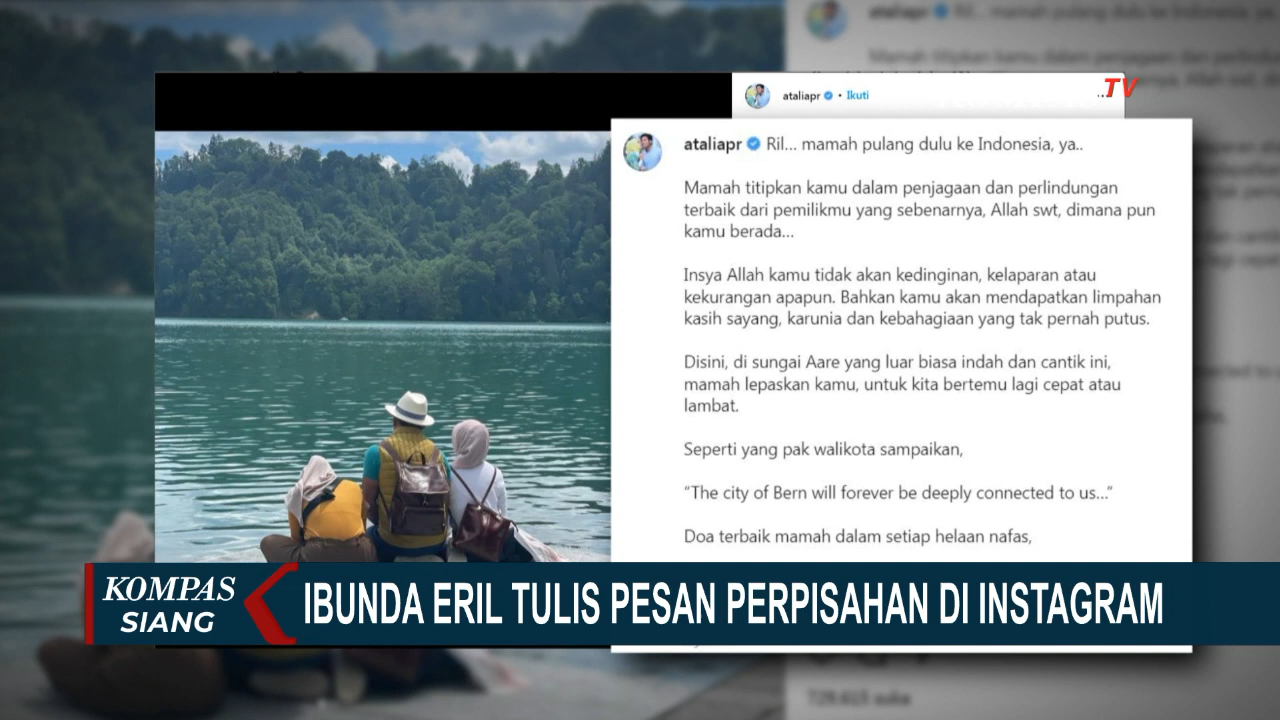 TV
ataliapr • Ikuti
ataliapr Ril... mamah pulang dulu ke Indonesia, ya..
Mamah titipkan kamu dalam penjagaan dan perlindungan
terbaik dari pemilikmu yang sebenarnya, Allah swt, dimana pun
kamu berada...
Insya Allah kamu tidak akan kedinginan, kelaparan atau
kekurangan apapun. Bahkan kamu akan mendapatkan limpahan
kasih sayang, karunia dan kebahagiaan yang tak pernah putus.
Disini, di sungai Aare yang luar biasa indah dan cantik ini,
mamah lepaskan kamu, untuk kita bertemu lagi cepat atau
lambat.
Seperti yang pak walikota sampaikan,
“The city of Bern will forever be deeply connected to us...”
Doa terbaik mamah dalam setiap helaan nafas,
KOMPAS
SIANG
IBUNDA ERIL TULIS PESAN PERPISAHAN DI INSTAGRAM